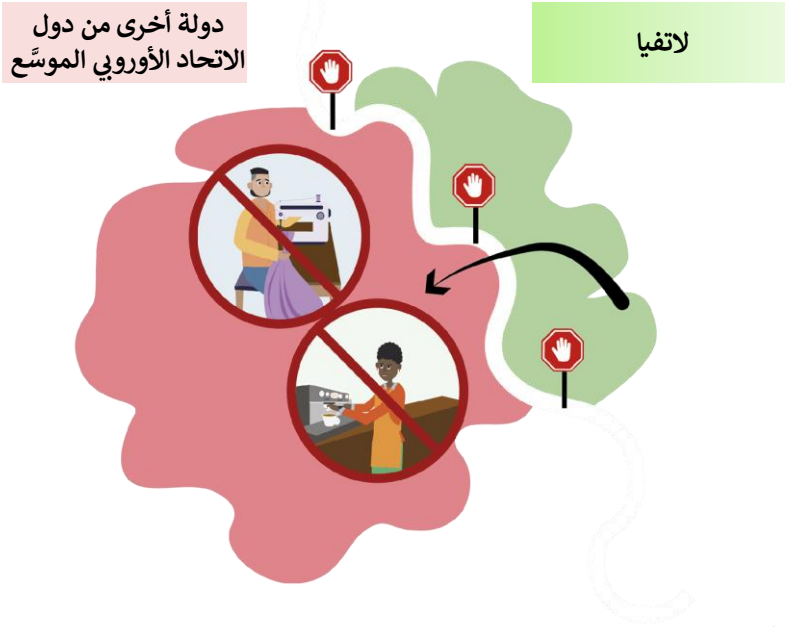 لاتفيا
دولة أخرى من دول
الاتحاد الأوروبي الموسَّع